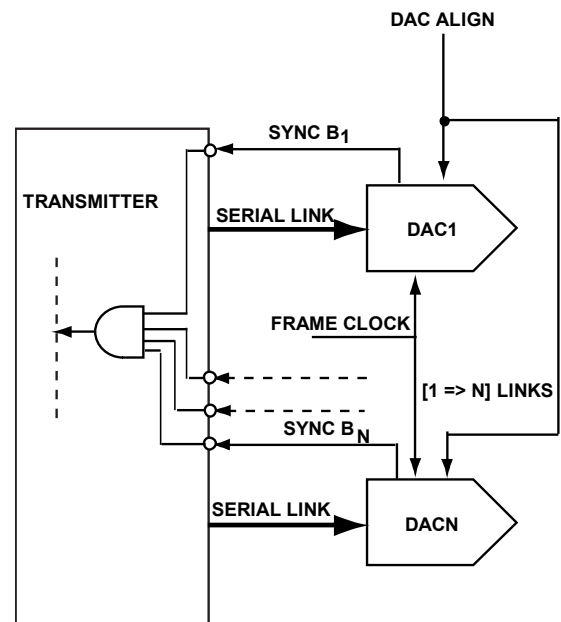 DAC ALIGN
SYNC B1
TRANSMITTER
SERIAL LINK
DAC1
FRAME CLOCK
[1 => N] LINKS
SYNC BN
SERIAL LINK
DACN